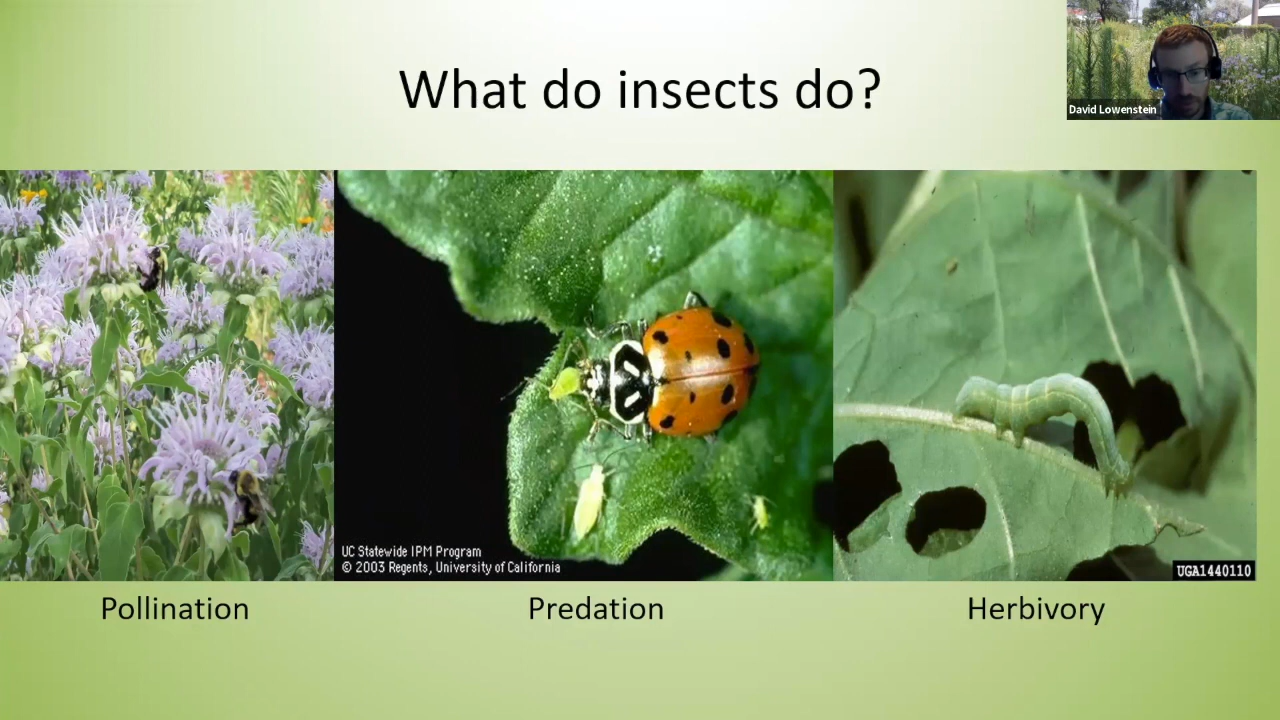 What do insects do?
David Lowenstein
UC Statewide IPM Program
© 2003 Regents, University of California
UGA1440110
Pollination
Predation
Herbivory